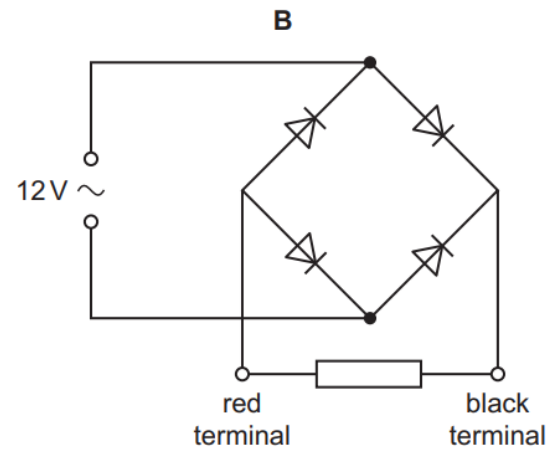 B
12 V ~
red
terminal
black
terminal